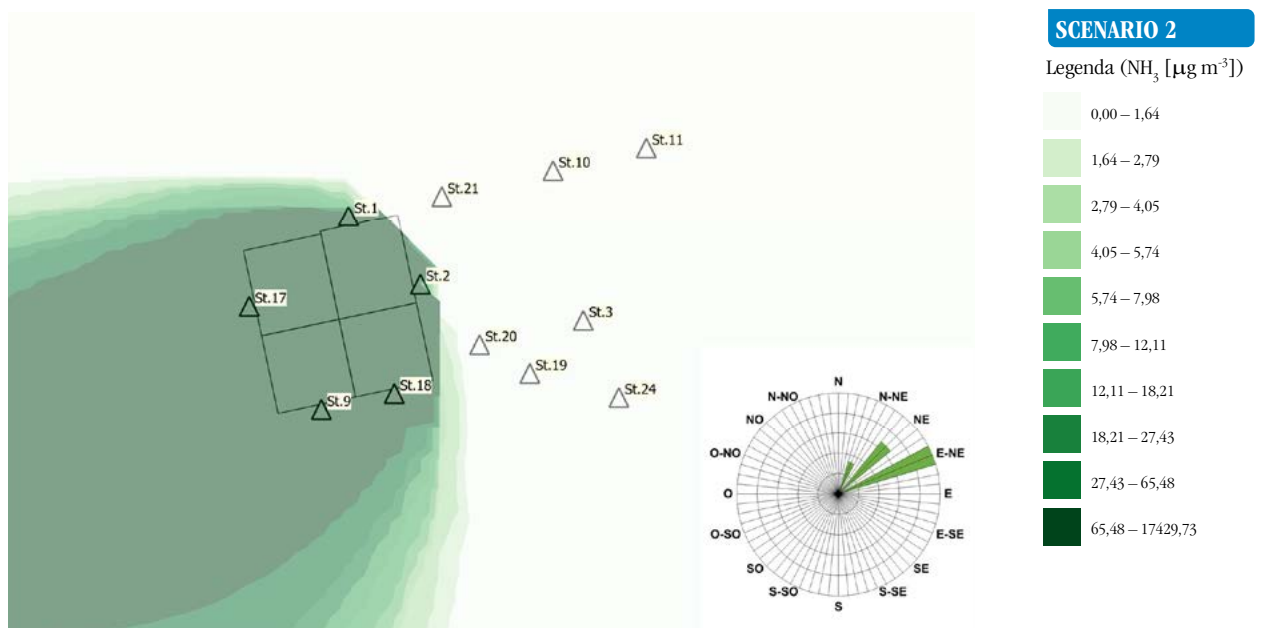 SCENARIO 2
Legenda (NH₃ [μg m⁻³])
0,00 – 1,64
1,64 – 2,79
2,79 – 4,05
4,05 – 5,74
5,74 – 7,98
7,98 – 12,11
12,11 – 18,21
18,21 – 27,43
27,43 – 65,48
65,48 – 17429,73
St.11
St.10
St.21
St.1
St.2
St.17
St.3
St.20
St.19
St.18
St.24
St.9
N
N-NO
N-NE
NO
NE
O-NO
E-NE
O
E
O-SO
E-SE
SO
SE
S-SO
S-SE
S